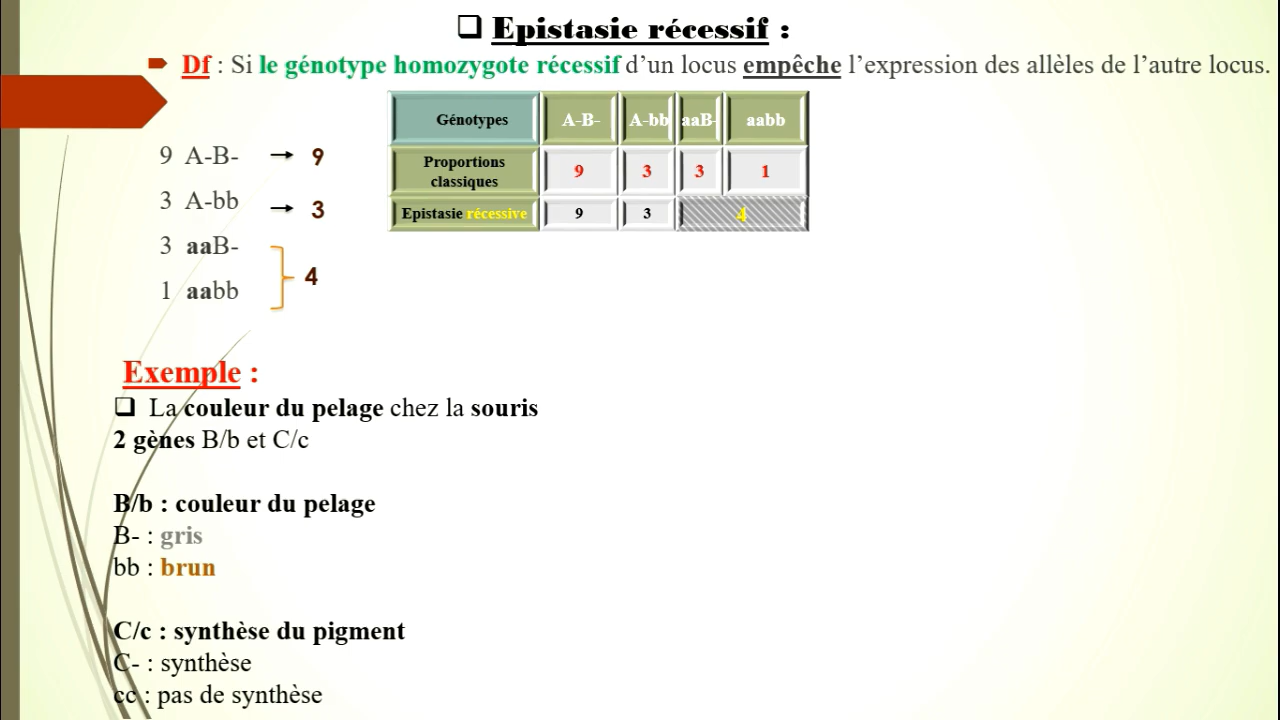 ❑ Epistasie récessif :
Df : Si le génotype homozygote récessif d’un locus empêche l’expression des allèles de l’autre locus.
Génotypes A-B- A-bb aaB- aabb
Proportions classiques 9 3 3 1
Epistasie récessive 9 3 4
9 A-B- → 9
3 A-bb → 3
3 aaB-
1 aabb
4
Exemple :
❑ La couleur du pelage chez la souris
2 gènes B/b et C/c
B/b : couleur du pelage
B- : gris
bb : brun
C/c : synthèse du pigment
C- : synthèse
cc : pas de synthèse